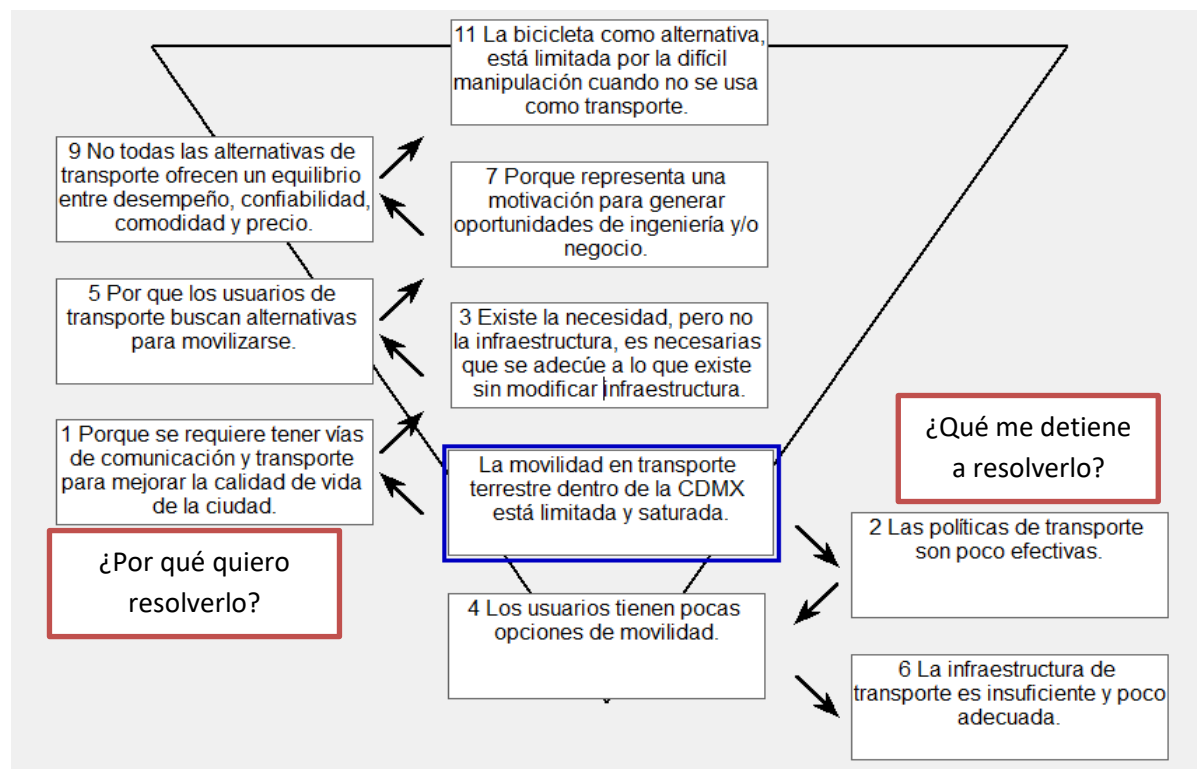 11 La bicicleta como alternativa,
está limitada por la difícil
manipulación cuando no se usa
como transporte.
9 No todas las alternativas de
transporte ofrecen un equilibrio
entre desempeño, confiabilidad,
comodidad y precio.
7 Porque representa una
motivación para generar
oportunidades de ingeniería y/o
negocio.
5 Por que los usuarios de
transporte buscan alternativas
para movilizarse.
3 Existe la necesidad, pero no
la infraestructura, es necesarias
que se adecúe a lo que existe
sin modificar infraestructura.
1 Porque se requiere tener vías
de comunicación y transporte
para mejorar la calidad de vida
de la ciudad.
¿Qué me detiene
a resolverlo?
La movilidad en transporte
terrestre dentro de la CDMX
está limitada y saturada.
¿Por qué quiero
resolverlo?
2 Las políticas de transporte
son poco efectivas.
4 Los usuarios tienen pocas
opciones de movilidad.
6 La infraestructura de
transporte es insuficiente y poco
adecuada.